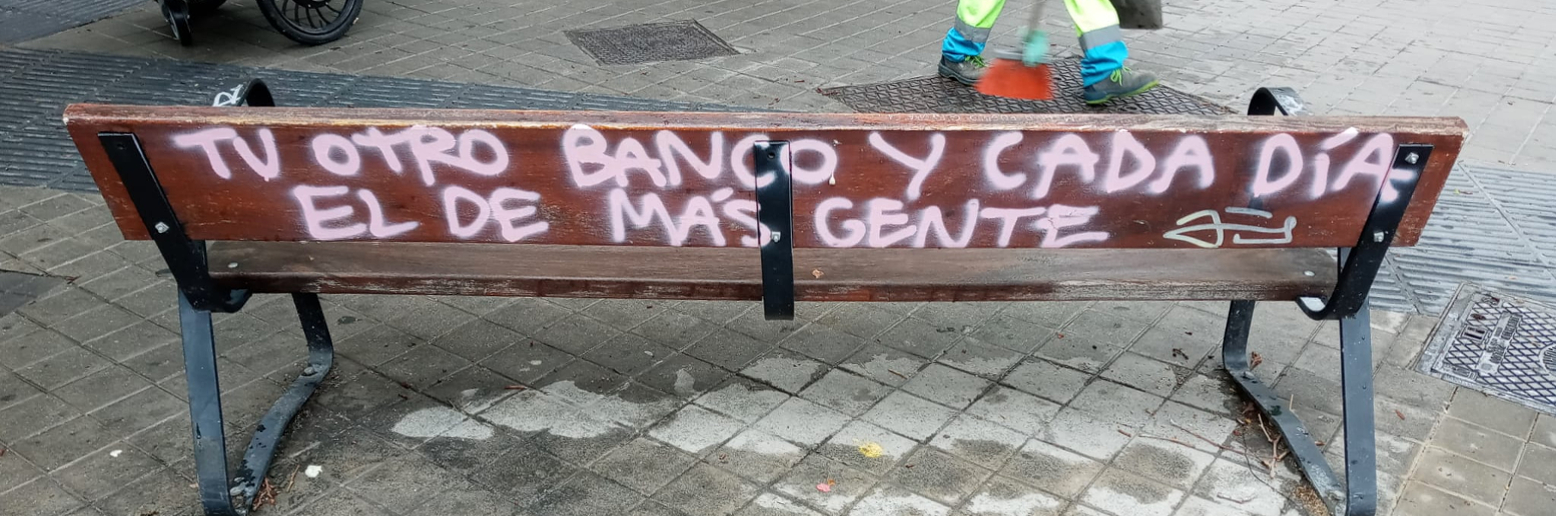 TU OTRO BANCO Y CADA DÍA
EL DE MÁS GENTE